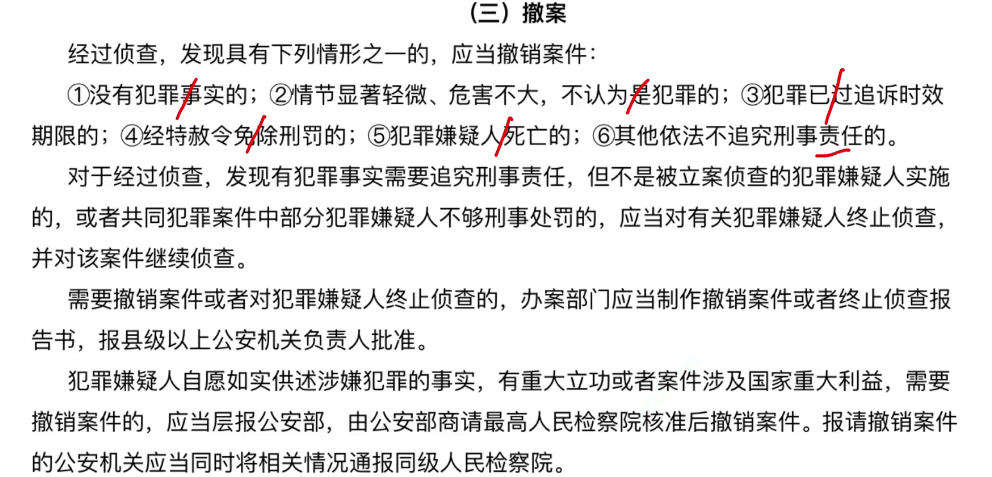 （三）撤案
经过侦查，发现具有下列情形之一的，应当撤销案件：
①没有犯罪事实的；②情节显著轻微、危害不大，不认为是犯罪的；③犯罪已过追诉时效
期限的；④经特赦令免除刑罚的；⑤犯罪嫌疑人死亡的；⑥其他依法不追究刑事责任的。
对于经过侦查，发现有犯罪事实需要追究刑事责任，但不是被立案侦查的犯罪嫌疑人实施
的，或者共同犯罪案件中部分犯罪嫌疑人不够刑事处罚的，应当对有关犯罪嫌疑人终止侦查，
并对该案件继续侦查。
需要撤销案件或者对犯罪嫌疑人终止侦查的，办案部门应当制作撤销案件或者终止侦查报
告书，报县级以上公安机关负责人批准。
犯罪嫌疑人自愿如实供述涉嫌犯罪的事实，有重大立功或者案件涉及国家重大利益，需要
撤销案件的，应当层报公安部，由公安部商请最高人民检察院核准后撤销案件。报请撤销案件
的公安机关应当同时将相关情况通报同级人民检察院。